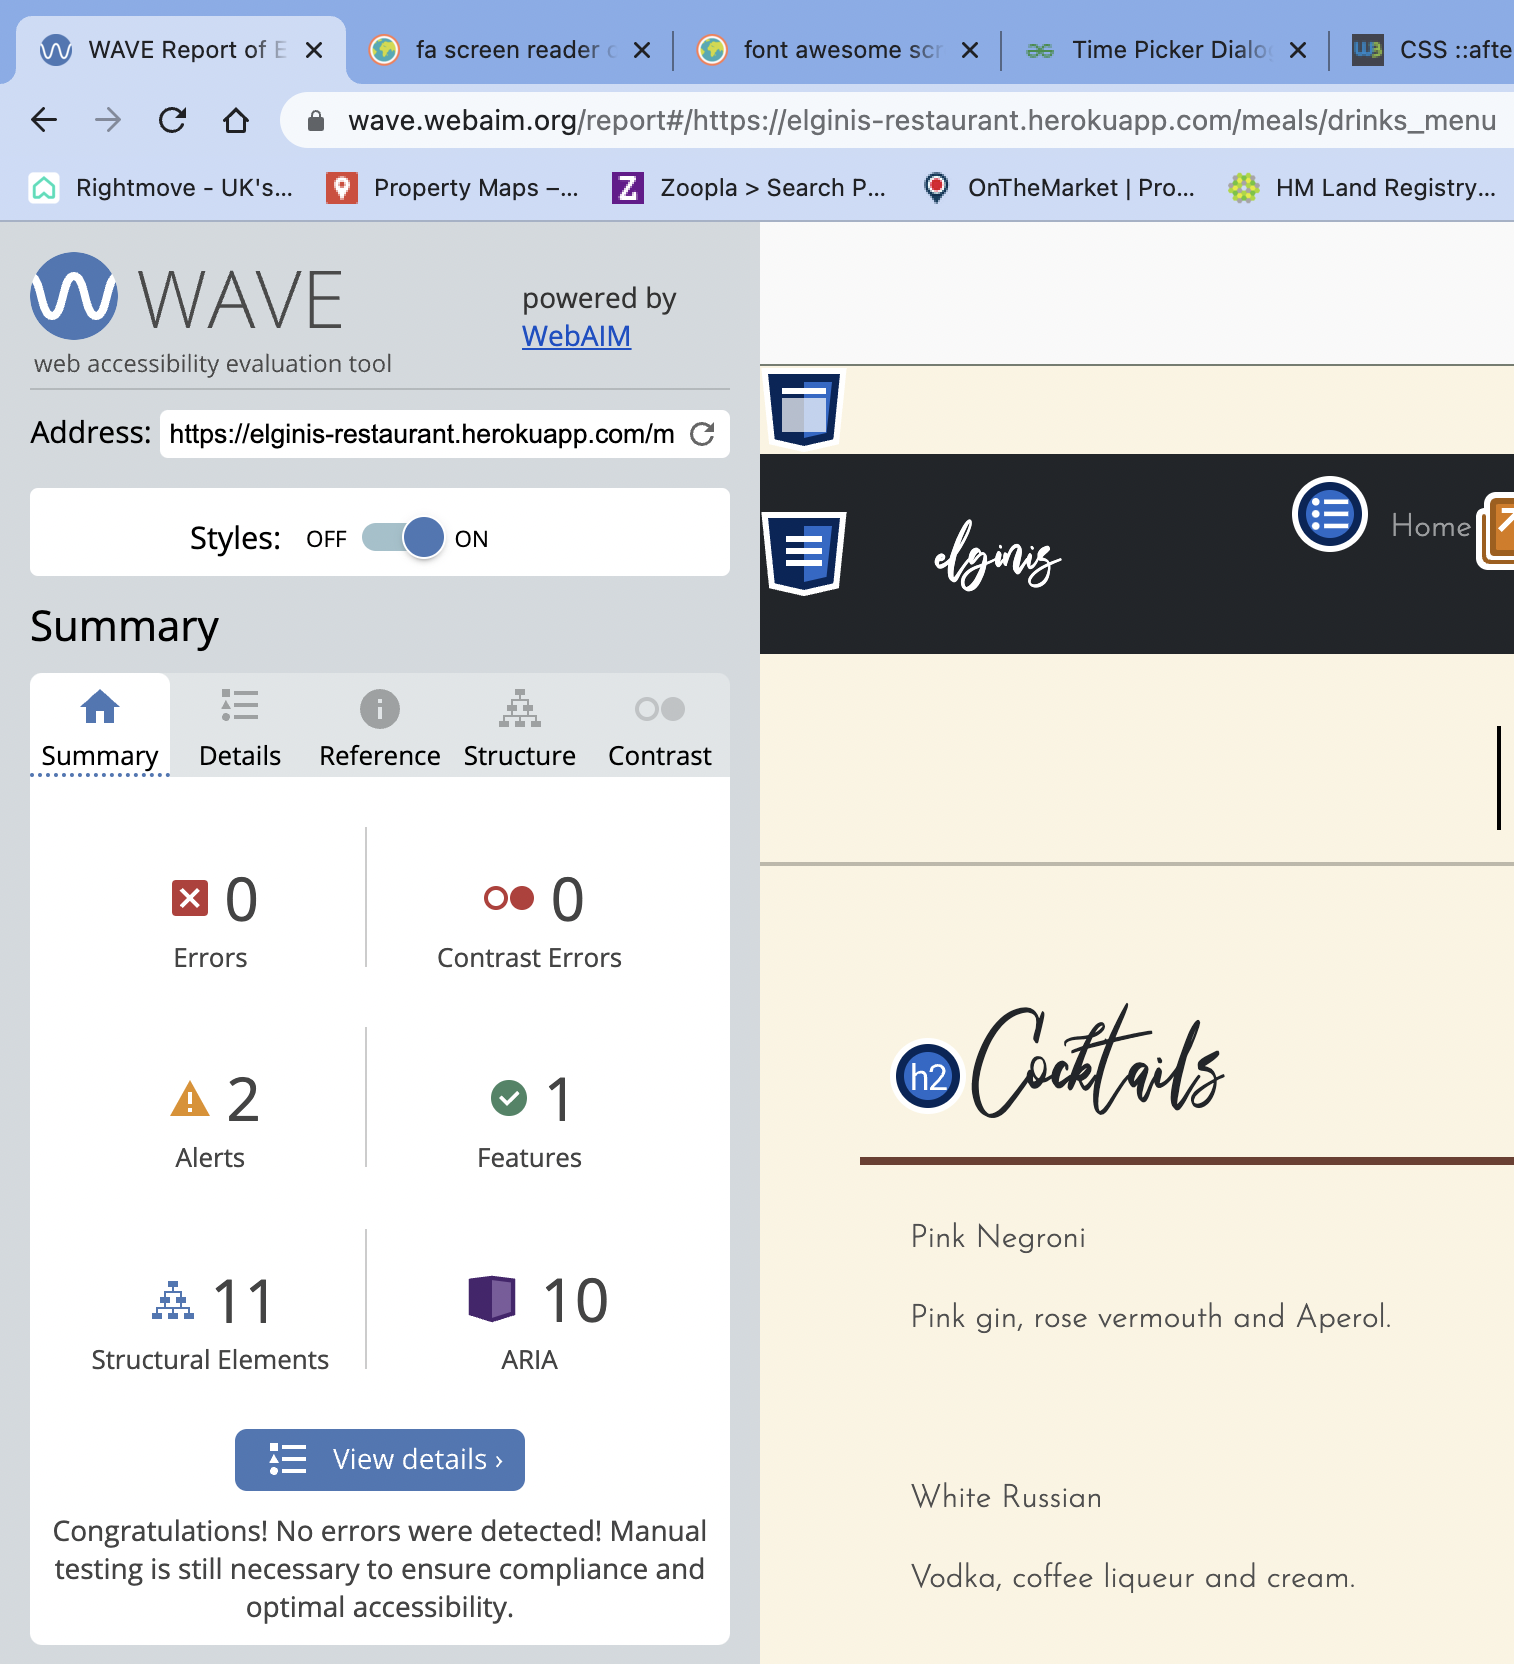 WAVE Report of E
fa screen reader o
font awesome scr
Time Picker Dialog
CSS ::afte
wave.webaim.org/report#/https://elginis-restaurant.herokuapp.com/meals/drinks_menu
Rightmove - UK's...
Property Maps –...
Zoopla > Search P...
OnTheMarket | Pro...
HM Land Registry...
WAVE
powered by
WebAIM
web accessibility evaluation tool
Address: https://elginis-restaurant.herokuapp.com/m
Styles: OFF ON
Summary
Summary
Details
Reference
Structure
Contrast
0
Errors
0
Contrast Errors
2
Alerts
1
Features
11
Structural Elements
10
ARIA
View details ›
Congratulations! No errors were detected! Manual
testing is still necessary to ensure compliance and
optimal accessibility.
elginis
Home
h2 Cocktails
Pink Negroni
Pink gin, rose vermouth and Aperol.
White Russian
Vodka, coffee liqueur and cream.